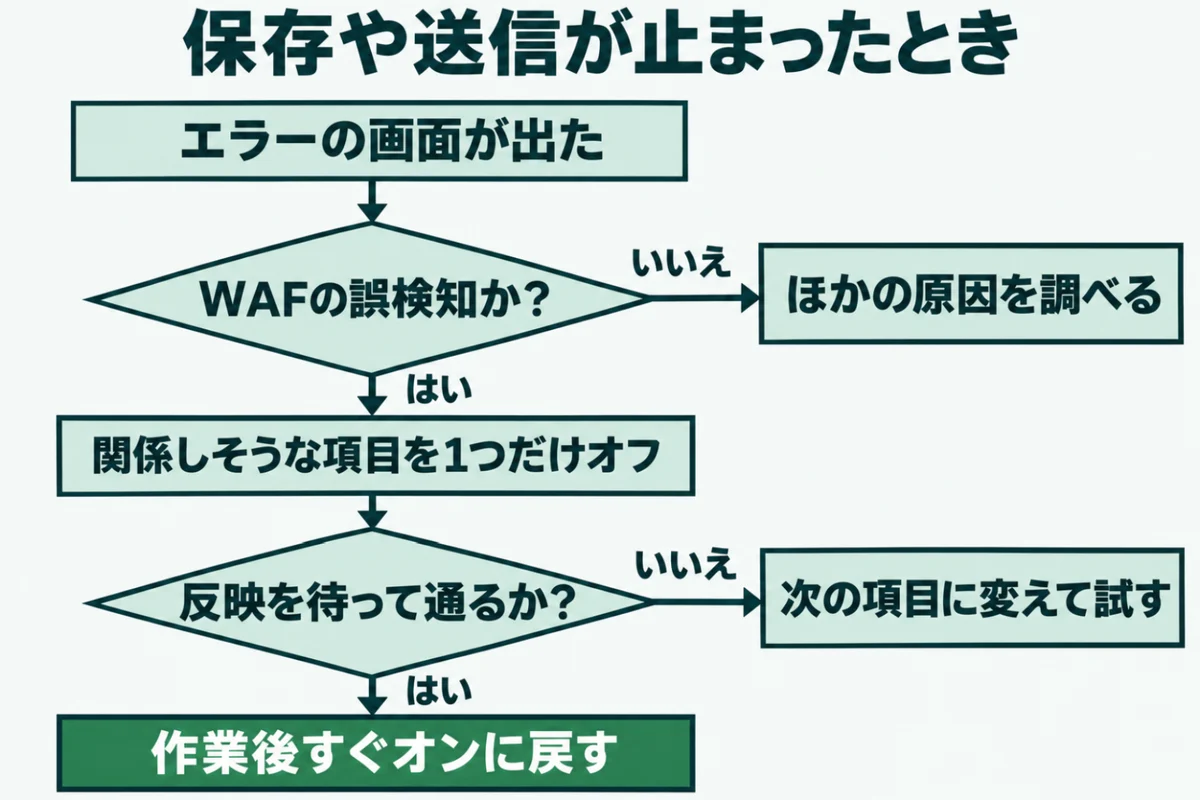 保存や送信が止まったとき
エラーの画面が出た
WAFの誤検知か?
いいえ
ほかの原因を調べる
はい
関係しそうな項目を1つだけオフ
反映を待って通るか?
いいえ
次の項目に変えて試す
はい
作業後すぐオンに戻す